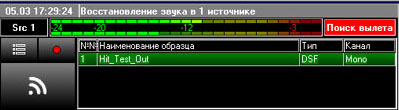 05.03 17:29:24 Восстановление звука в 1 источнике
Src 1 -24 -20 -12 -3 Поиск вылета
№№ Наименование образца Тип Канал
1 Hit_Test_Out DSF Mono